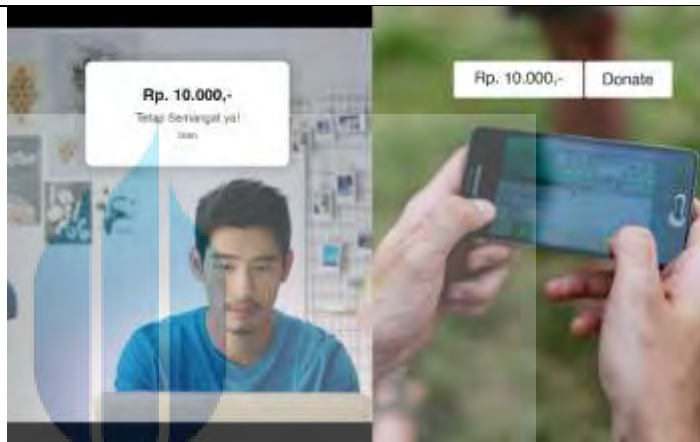 Rp. 10.000,-
Tetap Semangat ya!
Rp. 10.000,-
Donate